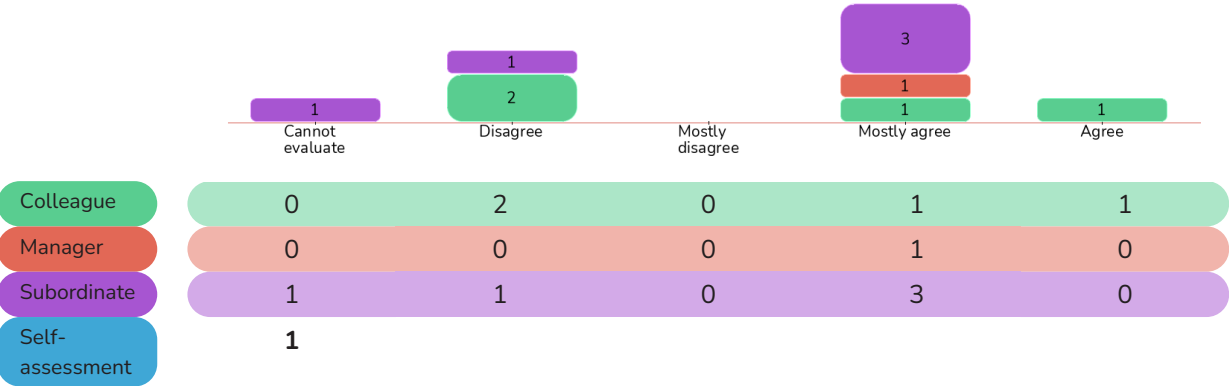 3
1
1
2
1
1
1
1
Cannot
evaluate
Disagree
Mostly
disagree
Mostly agree
Agree
Colleague 0 2 0 1 1
Manager 0 0 0 1 0
Subordinate 1 1 0 3 0
Self-
assessment
1